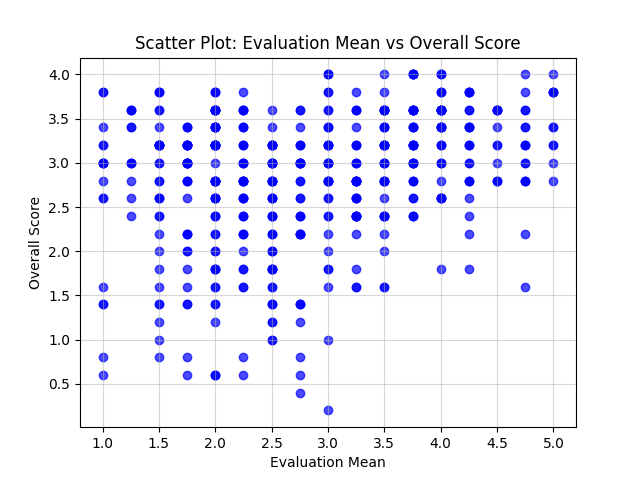 Scatter Plot: Evaluation Mean vs Overall Score
Overall Score
4.0
3.5
3.0
2.5
2.0
1.5
1.0
0.5
1.0 1.5 2.0 2.5 3.0 3.5 4.0 4.5 5.0
Evaluation Mean